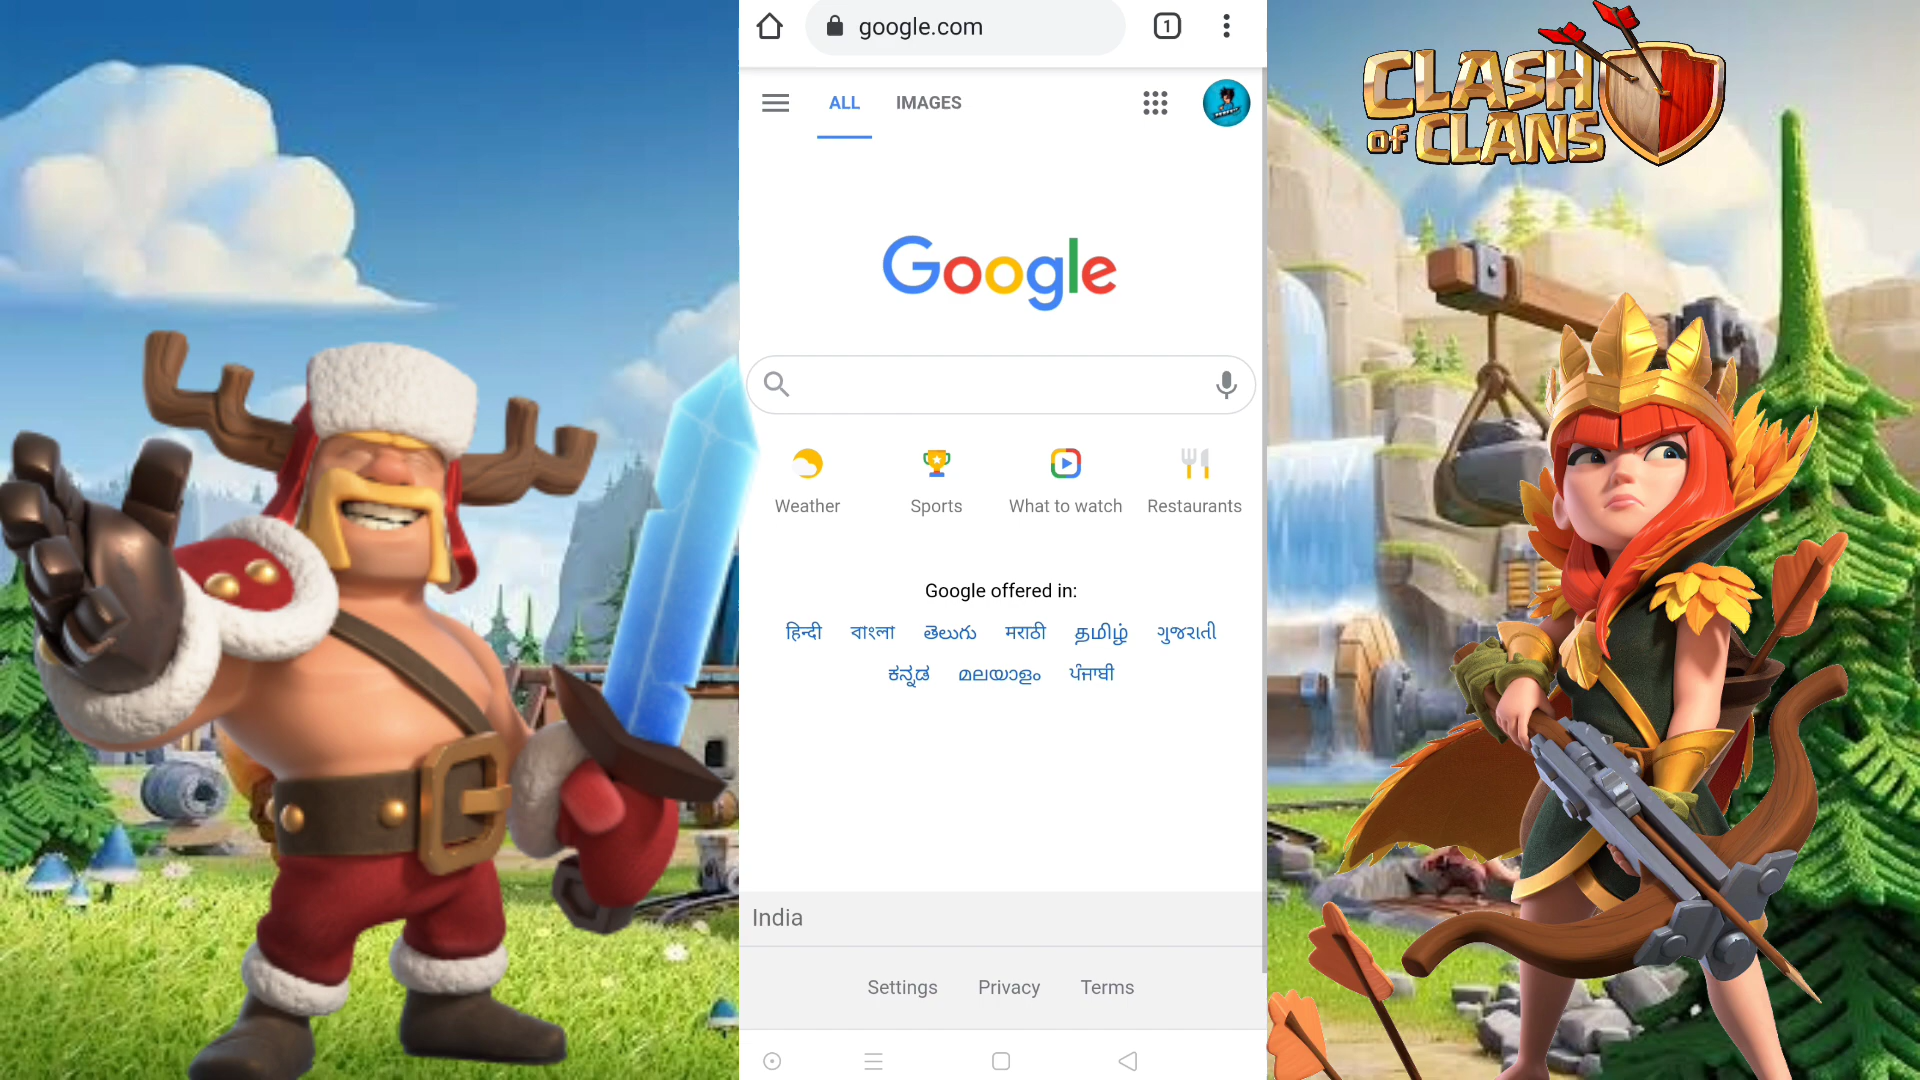 google.com
1
ALL IMAGES
Google
Weather Sports What to watch Restaurants
Google offered in:
हिन्दी বাংলা తెలుగు मराठी தமிழ் ગુજરાતી
ಕನ್ನಡ മലയാളം ਪੰਜਾਬੀ
India
Settings Privacy Terms
CLASH
OF CLANS